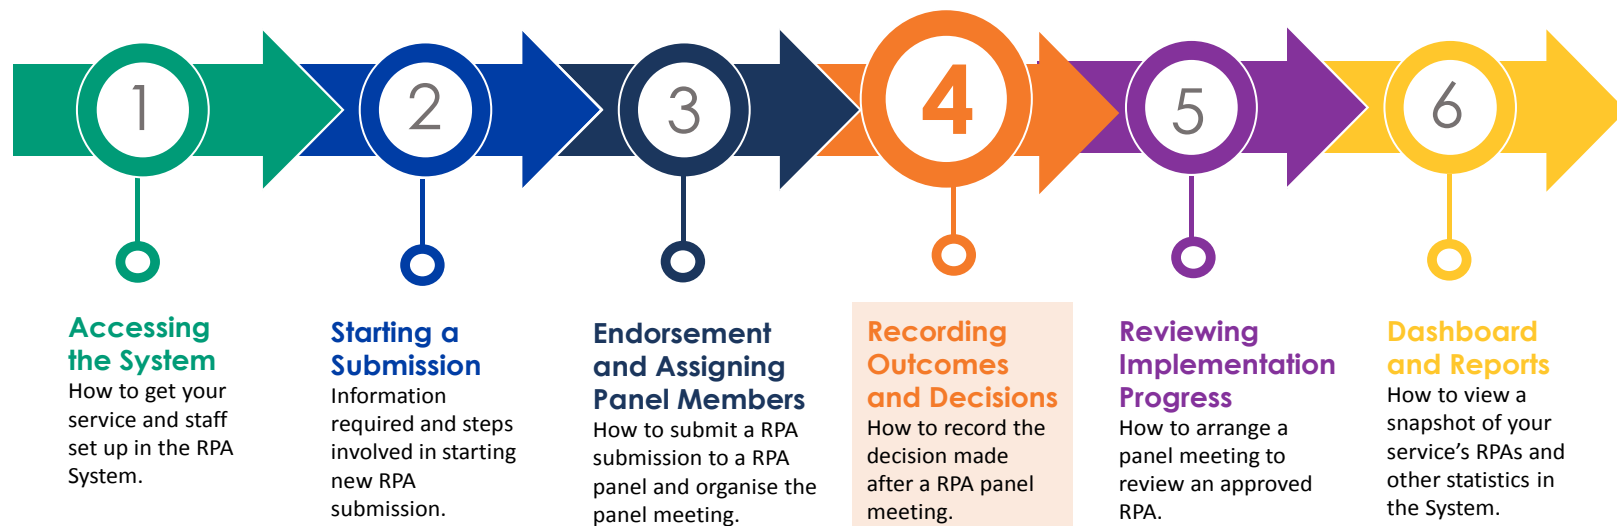 1
2
3
4
5
6
Accessing
the System
How to get your
service and staff
set up in the RPA
System.
Starting a
Submission
Information
required and steps
involved in starting
new RPA
submission.
Endorsement
and Assigning
Panel Members
How to submit a RPA
submission to a RPA
panel and organise the
panel meeting.
Recording
Outcomes
and Decisions
How to record the
decision made
after a RPA panel
meeting.
Reviewing
Implementation
Progress
How to arrange a
panel meeting to
review an approved
RPA.
Dashboard
and Reports
How to view a
snapshot of your
service’s RPAs and
other statistics in
the System.